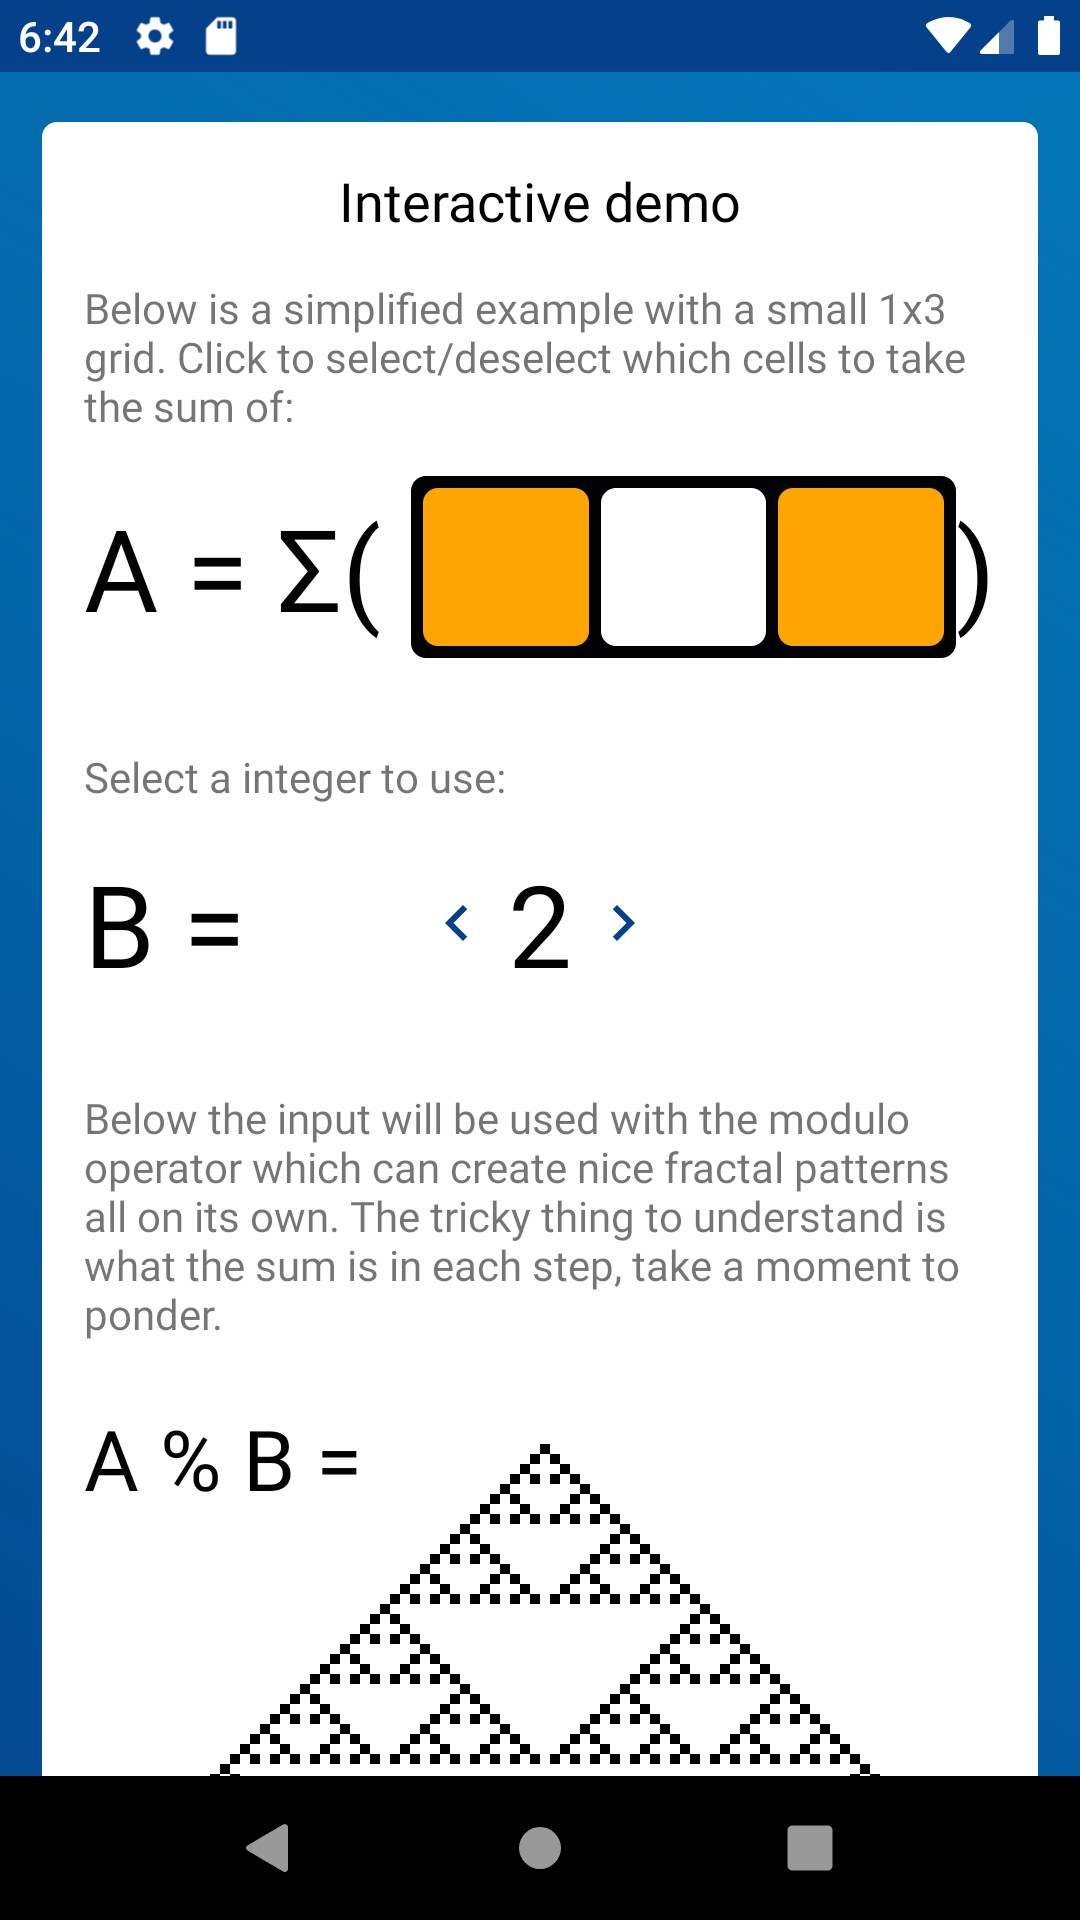 6:42
Interactive demo
Below is a simplified example with a small 1x3
grid. Click to select/deselect which cells to take
the sum of:
A = Σ( )
Select a integer to use:
B = < 2 >
Below the input will be used with the modulo
operator which can create nice fractal patterns
all on its own. The tricky thing to understand is
what the sum is in each step, take a moment to
ponder.
A % B =